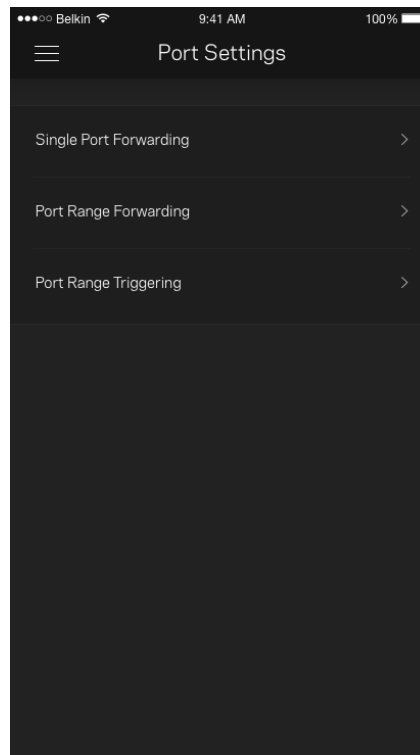 Belkin 9:41 AM 100%
Port Settings
Single Port Forwarding
Port Range Forwarding
Port Range Triggering